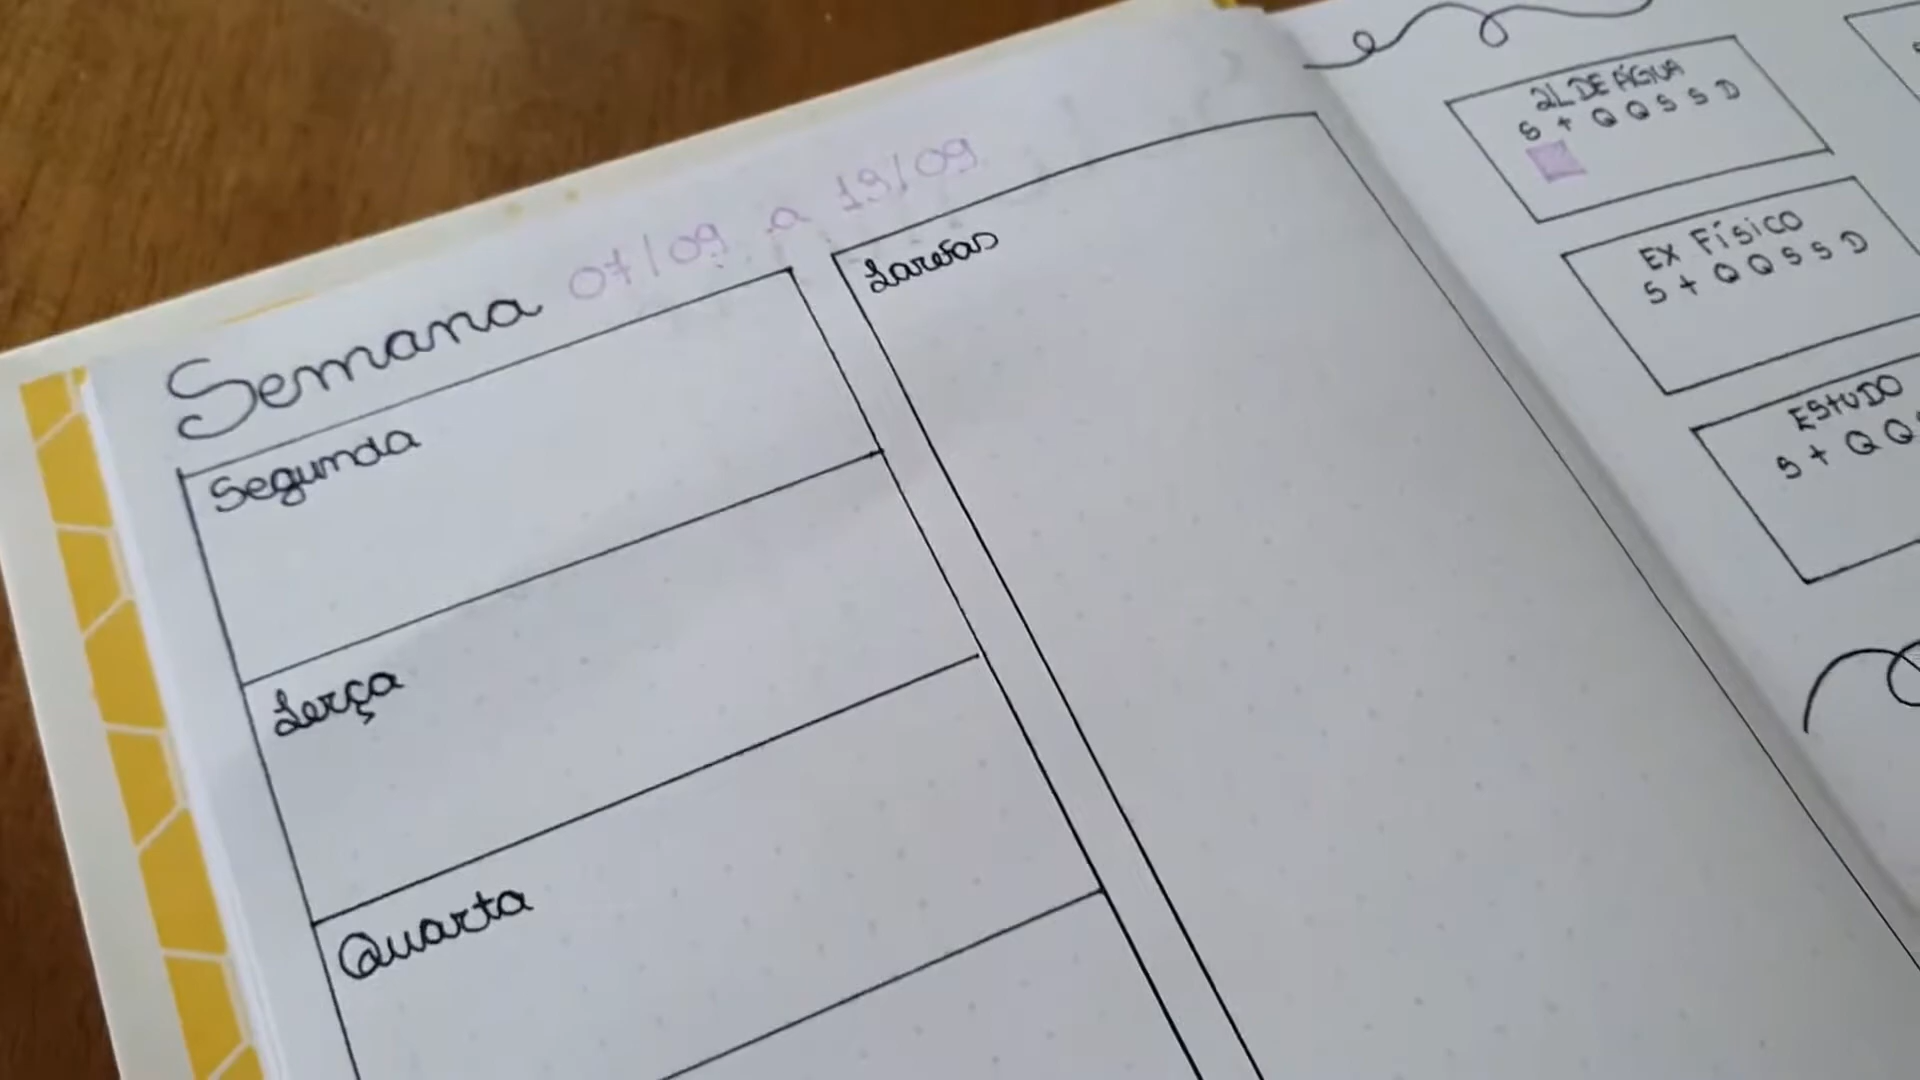 Semana 07/09 a 13/09
Segunda
Terça
Quarta
Tarefas
2L DE ÁGUA
S T Q Q S S D
EX FÍSICO
S T Q Q S S D
ESTUDO
S T Q Q